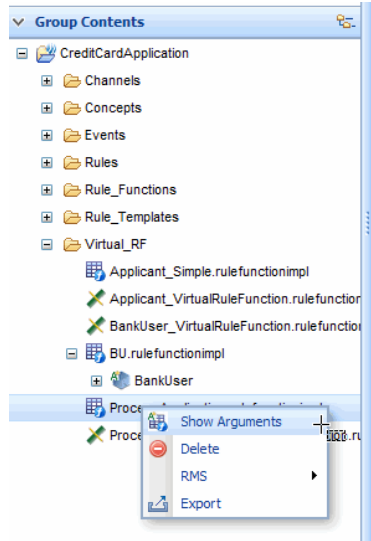 Group Contents
CreditCardApplication
Channels
Concepts
Events
Rules
Rule_Functions
Rule_Templates
Virtual_RF
Applicant_Simple.rulefunctionimpl
Applicant_VirtualRuleFunction.rulefunction
BankUser_VirtualRuleFunction.rulefunction
BU.rulefunctionimpl
BankUser
Show Arguments
Delete
RMS
Export